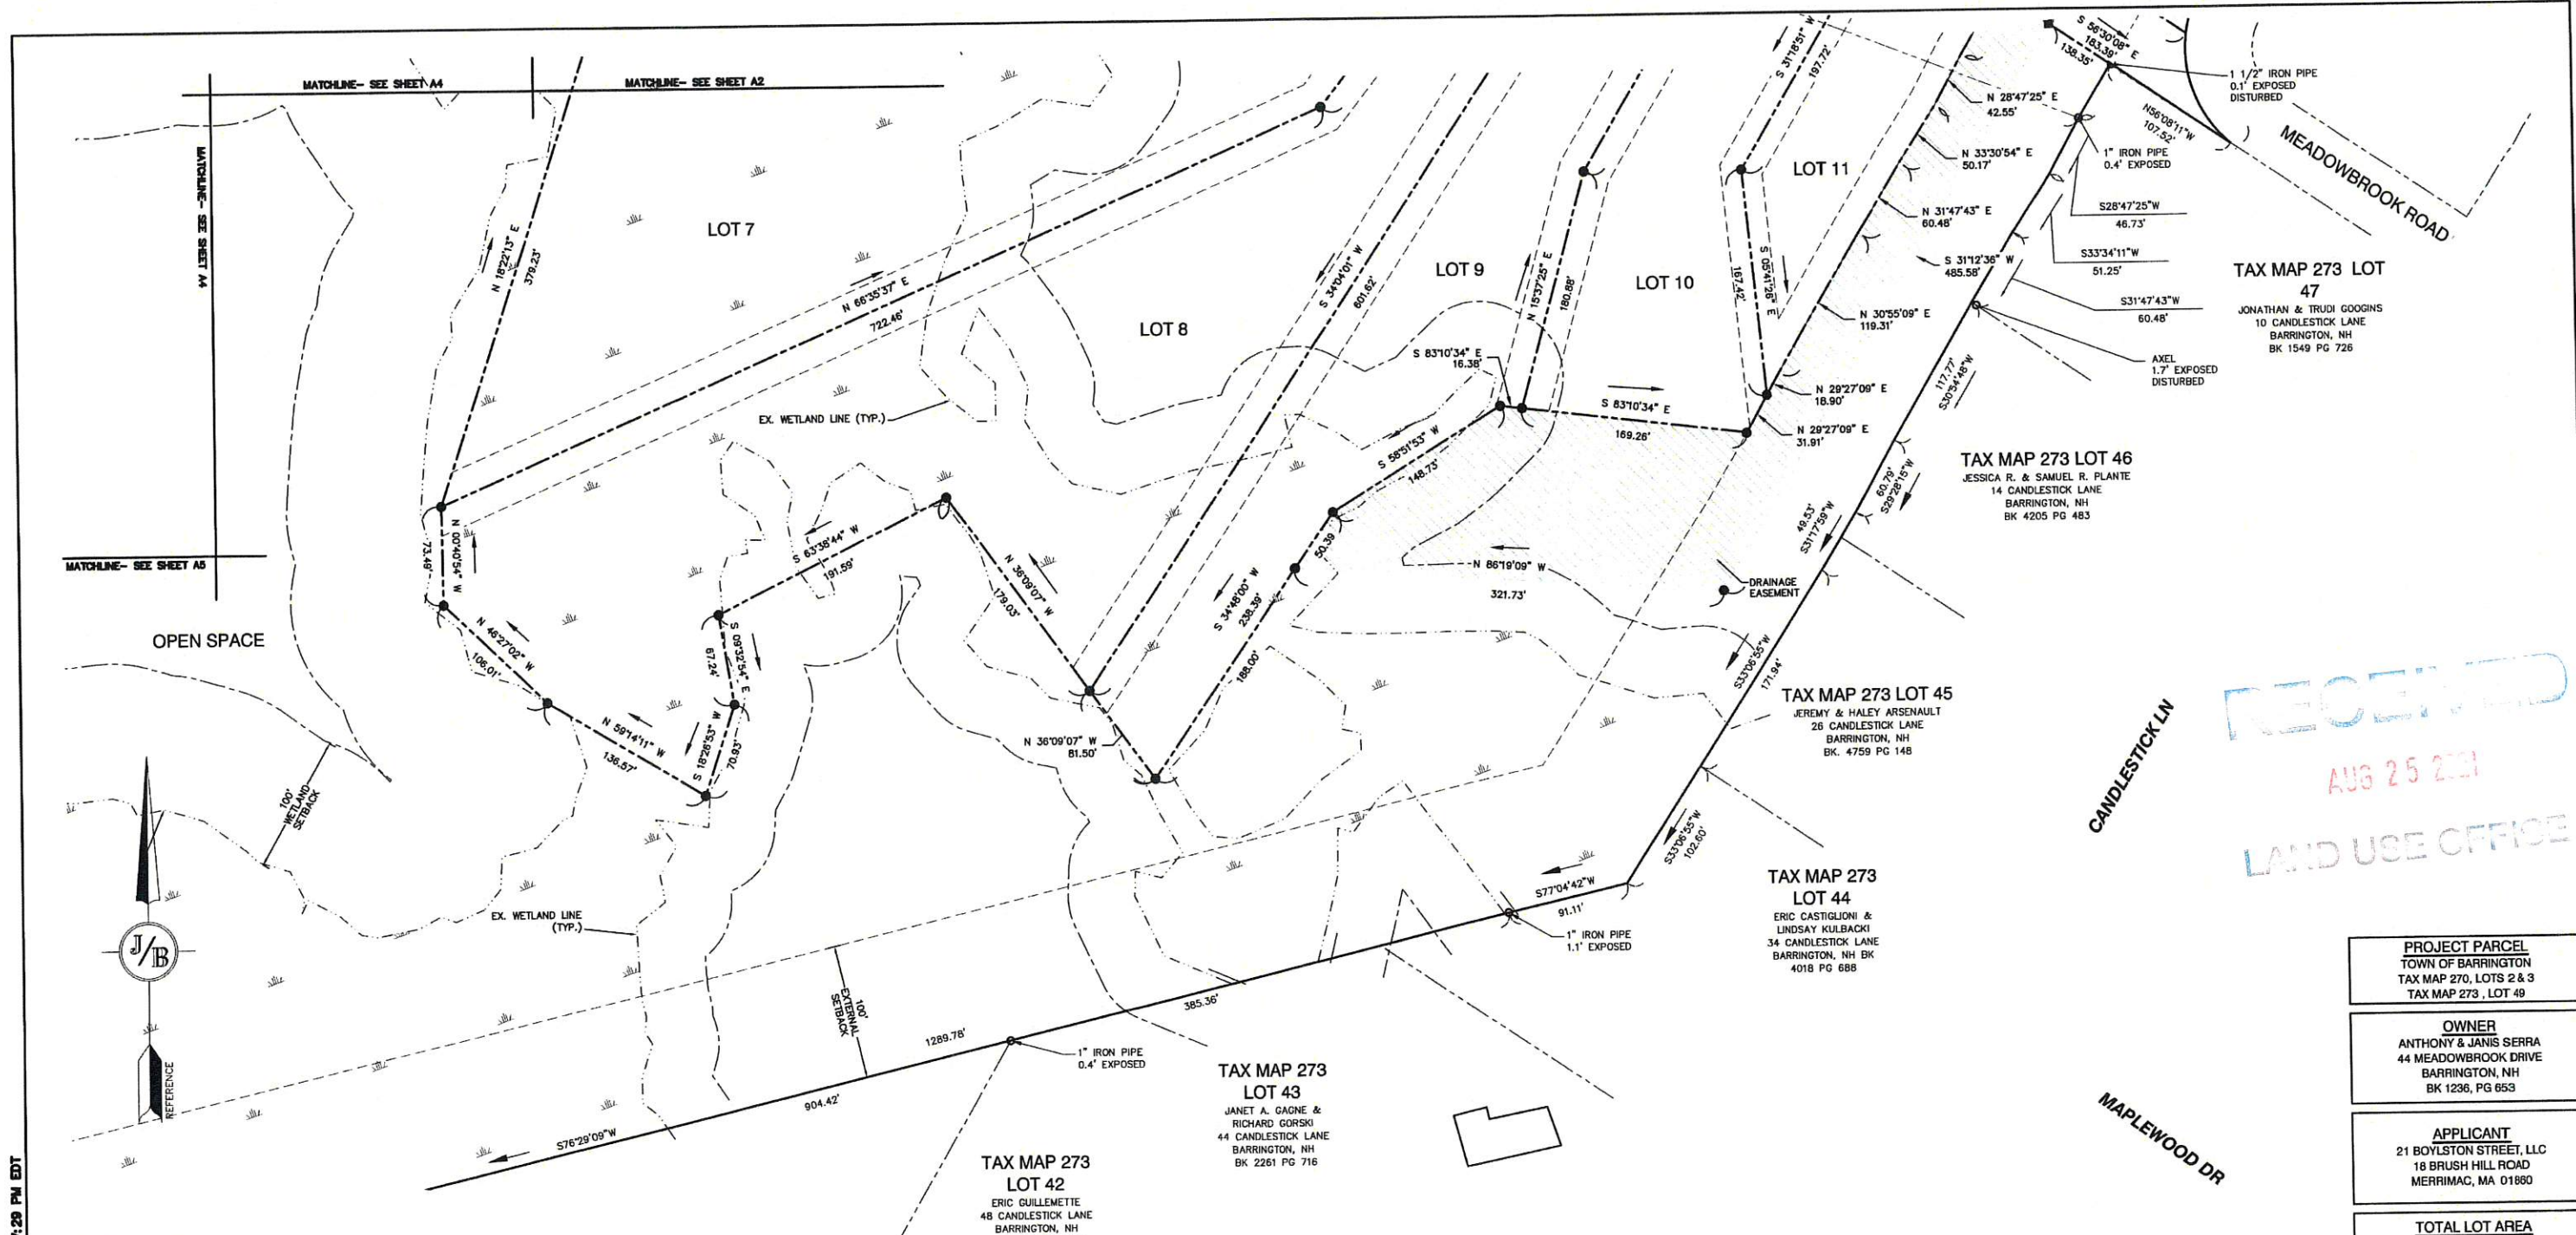 MATCHLINE- SEE SHEET A4
MATCHLINE- SEE SHEET A2
MATCHLINE- SEE SHEET A4
MATCHLINE- SEE SHEET A5
OPEN SPACE
N 18°22'13" E
379.23'
LOT 7
N 66°35'37" E
722.46'
LOT 8
EX. WETLAND LINE (TYP.)
S 34°04'01" W
601.62'
LOT 9
N 15°37'25" E
180.88'
LOT 10
S 31°18'51" W
197.72'
LOT 11
S 05°41'26" E
167.42'
S 83°10'34" E
16.38'
S 83°10'34" E
169.26'
S 58°51'53" W
148.73'
50.39
S 34°48'00" W
238.39'
188.00'
N 86°19'09" W
321.73'
DRAINAGE
EASEMENT
N 00°40'54" W
73.49'
N 46°27'02" W
106.01'
N 59°14'11" W
136.57'
S 63°38'44" W
191.59'
S 09°32'54" E
67.24'
S 18°26'53" W
70.93'
N 36°09'07" W
179.03'
N 36°09'07" W
81.50'
S 56°30'08" E
183.39'
138.35'
1 1/2" IRON PIPE
0.1' EXPOSED
DISTURBED
N56°08'11"W
107.52'
MEADOWBROOK ROAD
1" IRON PIPE
0.4' EXPOSED
N 28°47'25" E
42.55'
N 33°30'54" E
50.17'
N 31°47'43" E
60.48'
S 31°12'36" W
485.58'
N 30°55'09" E
119.31'
N 29°27'09" E
18.90'
N 29°27'09" E
31.91'
S28°47'25"W
46.73'
S33°34'11"W
51.25'
S31°47'43"W
60.48'
AXEL
1.7' EXPOSED
DISTURBED
117.77'
S30°54'48"W
60.79'
S29°28'15"W
49.53'
S31°17'59"W
S33°06'55"W
171.94'
S33°06'55"W
102.60'
S77°04'42"W
91.11'
1" IRON PIPE
1.1' EXPOSED
385.36'
1289.78'
1" IRON PIPE
0.4' EXPOSED
904.42'
S76°29'09"W
100'
EXTERNAL
SETBACK
100'
WETLAND
SETBACK
EX. WETLAND LINE
(TYP.)
J/B
REFERENCE
TAX MAP 273 LOT
47
JONATHAN & TRUDI GOOGINS
10 CANDLESTICK LANE
BARRINGTON, NH
BK 1549 PG 726
TAX MAP 273 LOT 46
JESSICA R. & SAMUEL R. PLANTE
14 CANDLESTICK LANE
BARRINGTON, NH
BK 4205 PG 483
TAX MAP 273 LOT 45
JEREMY & HALEY ARSENAULT
26 CANDLESTICK LANE
BARRINGTON, NH
BK. 4759 PG 148
TAX MAP 273
LOT 44
ERIC CASTIGLIONI &
LINDSAY KULBACKI
34 CANDLESTICK LANE
BARRINGTON, NH BK
4018 PG 688
TAX MAP 273
LOT 43
JANET A. GAGNE &
RICHARD GORSKI
44 CANDLESTICK LANE
BARRINGTON, NH
BK 2261 PG 716
TAX MAP 273
LOT 42
ERIC GUILLEMETTE
48 CANDLESTICK LANE
BARRINGTON, NH
CANDLESTICK LN
MAPLEWOOD DR
RECEIVED
AUG 25 2021
LAND USE OFFICE
PROJECT PARCEL
TOWN OF BARRINGTON
TAX MAP 270, LOTS 2 & 3
TAX MAP 273 , LOT 49
OWNER
ANTHONY & JANIS SERRA
44 MEADOWBROOK DRIVE
BARRINGTON, NH
BK 1236, PG 653
APPLICANT
21 BOYLSTON STREET, LLC
18 BRUSH HILL ROAD
MERRIMAC, MA 01860
TOTAL LOT AREA
:29 PM EDT